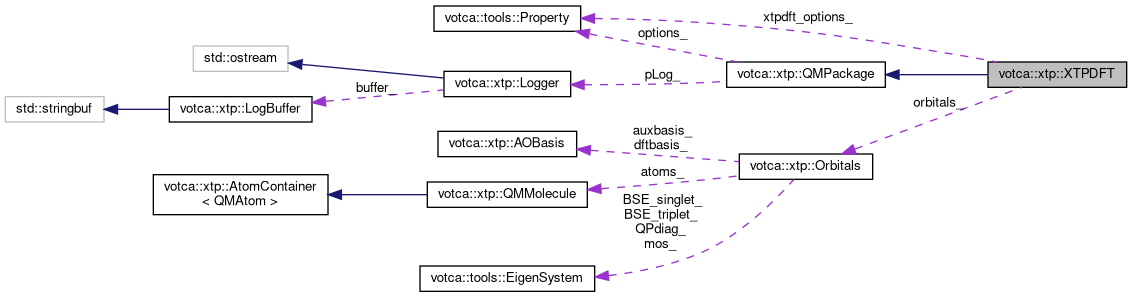 votca::tools::Property
xtpdft_options_
options_
std::ostream
votca::xtp::QMPackage
votca::xtp::XTPDFT
pLog_
votca::xtp::Logger
buffer_
std::stringbuf
votca::xtp::LogBuffer
orbitals_
auxbasis_
dftbasis_
votca::xtp::AOBasis
votca::xtp::Orbitals
atoms_
votca::xtp::AtomContainer
< QMAtom >
votca::xtp::QMMolecule
BSE_singlet_
BSE_triplet_
QPdiag_
mos_
votca::tools::EigenSystem